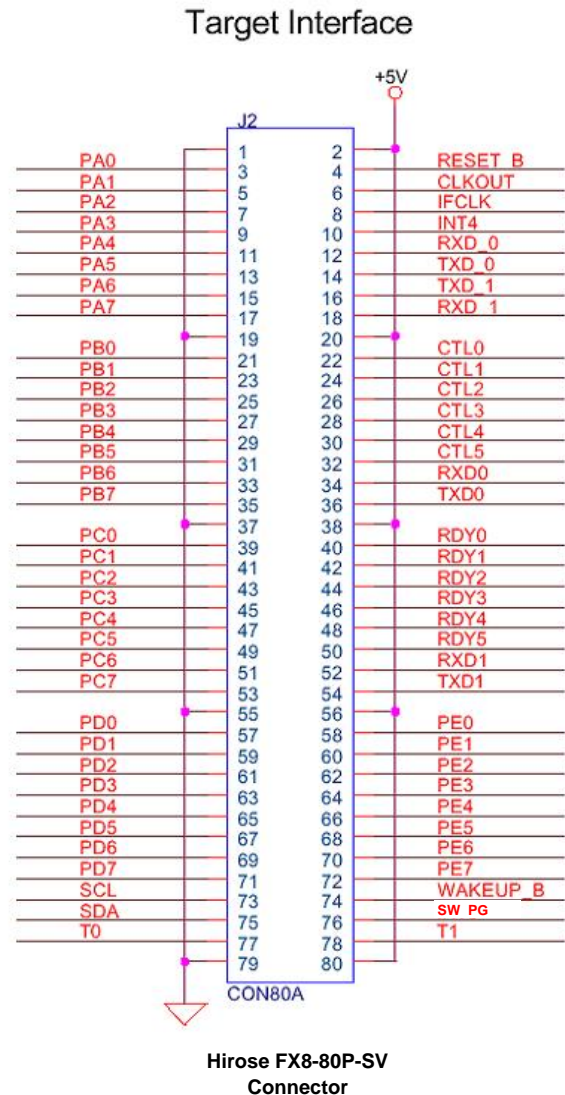 Target Interface
+5V
J2
1 2
PA0 3 4 RESET_B
PA1 5 6 CLKOUT
PA2 7 8 IFCLK
PA3 9 10 INT4
PA4 11 12 RXD_0
PA5 13 14 TXD_0
PA6 15 16 TXD_1
PA7 17 18 RXD_1
19 20
PB0 21 22 CTL0
PB1 23 24 CTL1
PB2 25 26 CTL2
PB3 27 28 CTL3
PB4 29 30 CTL4
PB5 31 32 CTL5
PB6 33 34 RXD0
PB7 35 36 TXD0
37 38
PC0 39 40 RDY0
PC1 41 42 RDY1
PC2 43 44 RDY2
PC3 45 46 RDY3
PC4 47 48 RDY4
PC5 49 50 RDY5
PC6 51 52 RXD1
PC7 53 54 TXD1
55 56
PD0 57 58 PE0
PD1 59 60 PE1
PD2 61 62 PE2
PD3 63 64 PE3
PD4 65 66 PE4
PD5 67 68 PE5
PD6 69 70 PE6
PD7 71 72 PE7
SCL 73 74 WAKEUP_B
SDA 75 76 SW_PG
T0 77 78 T1
79 80
CON80A
Hirose FX8-80P-SV
Connector